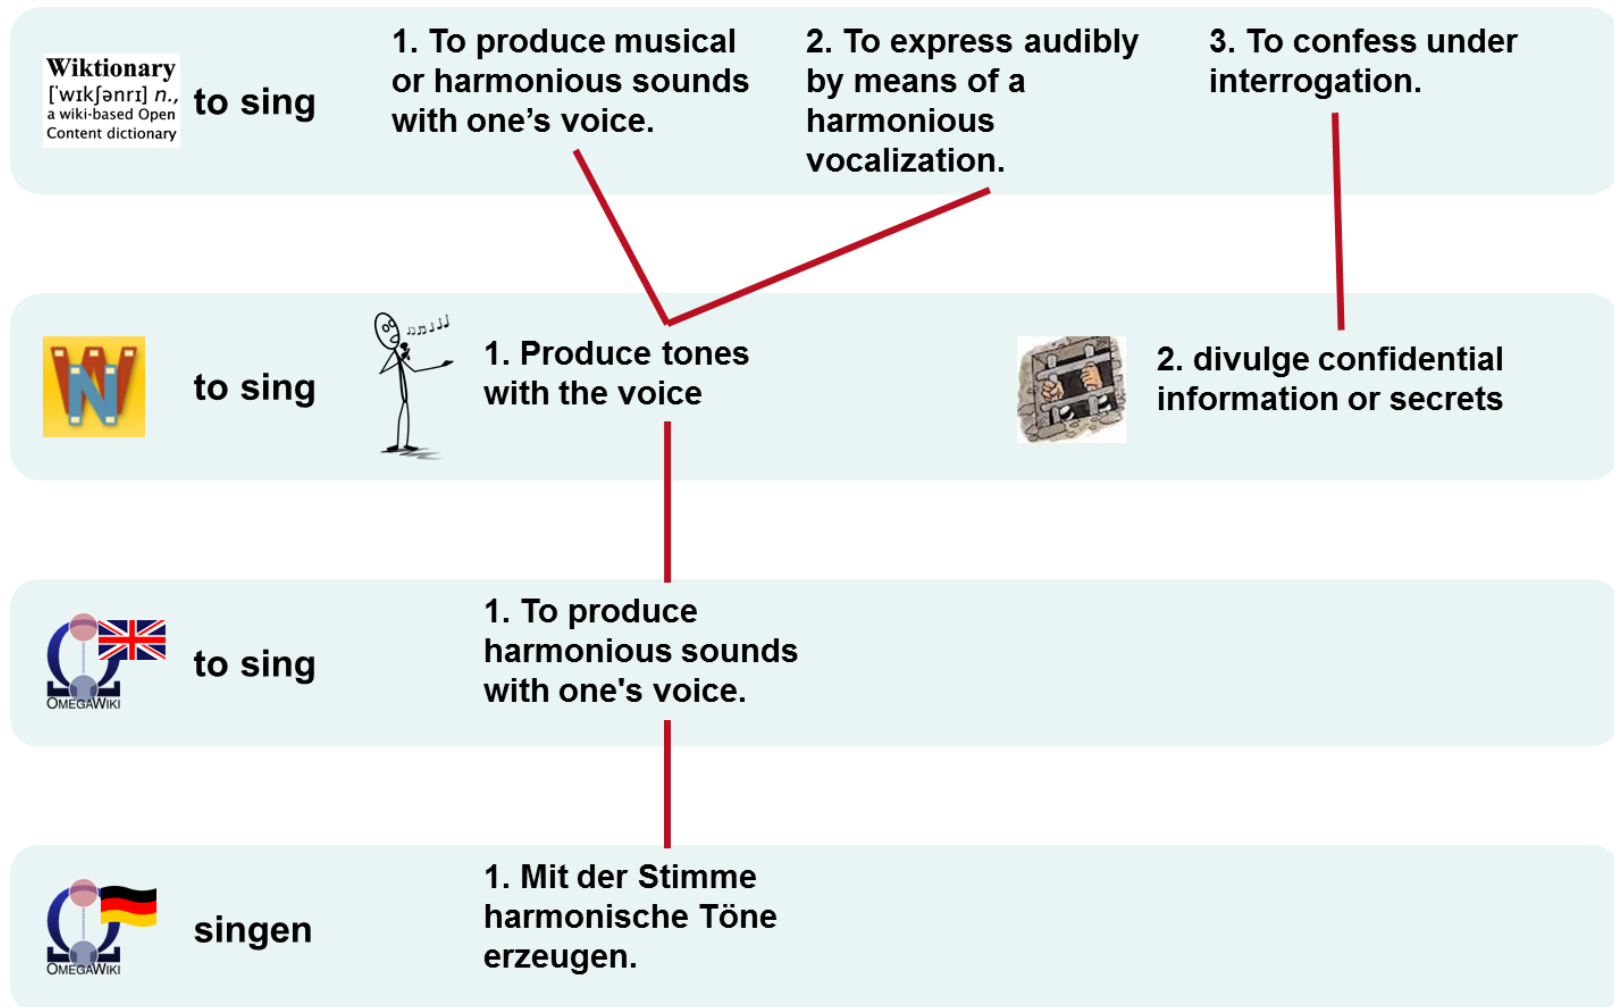 Wiktionary
['wɪkʃənrɪ] n.,
a wiki-based Open
Content dictionary
to sing
1. To produce musical
or harmonious sounds
with one’s voice.
2. To express audibly
by means of a
harmonious
vocalization.
3. To confess under
interrogation.
WN
to sing
1. Produce tones
with the voice
2. divulge confidential
information or secrets
OMEGAWIKI
to sing
1. To produce
harmonious sounds
with one's voice.
OMEGAWIKI
singen
1. Mit der Stimme
harmonische Töne
erzeugen.